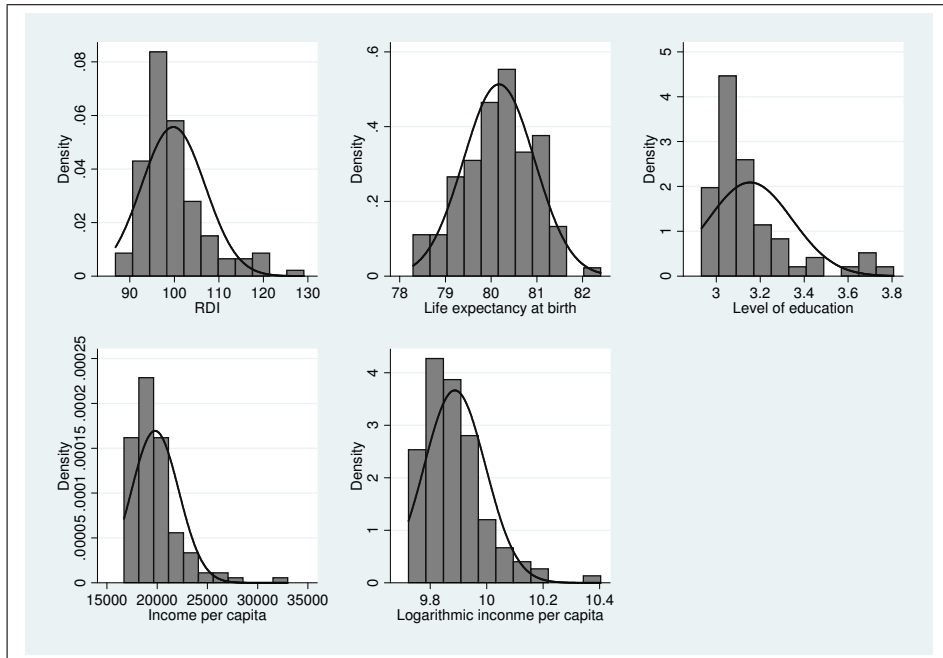 Density
0 .02 .04 .06 .08
90 100 110 120 130
RDI
Density
0 .2 .4 .6
78 79 80 81 82
Life expectancy at birth
Density
0 1 2 3 4 5
3 3.2 3.4 3.6 3.8
Level of education
Density
0 .00005 .0001 .00015 .0002 .00025
15000 20000 25000 30000 35000
Income per capita
Density
0 1 2 3 4
9.8 10 10.2 10.4
Logarithmic inconme per capita